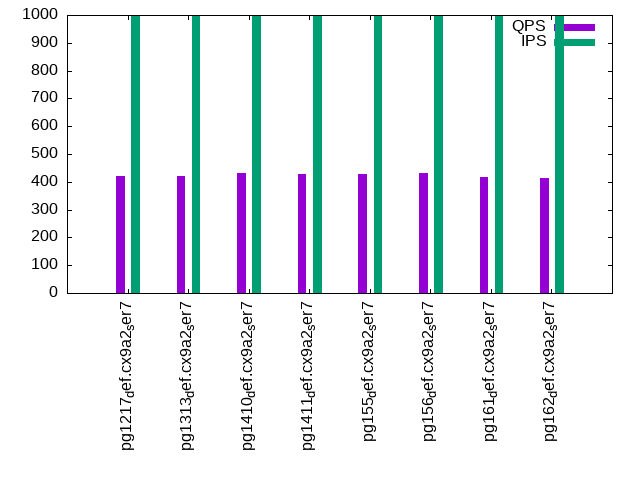 1000
900
800
700
600
500
400
300
200
100
0
QPS
IPS
pg1217def.cx9a2ser7
pg1313def.cx9a2ser7
pg1410def.cx9a2ser7
pg1411def.cx9a2ser7
pg155def.cx9a2ser7
pg156def.cx9a2ser7
pg161def.cx9a2ser7
pg162def.cx9a2ser7